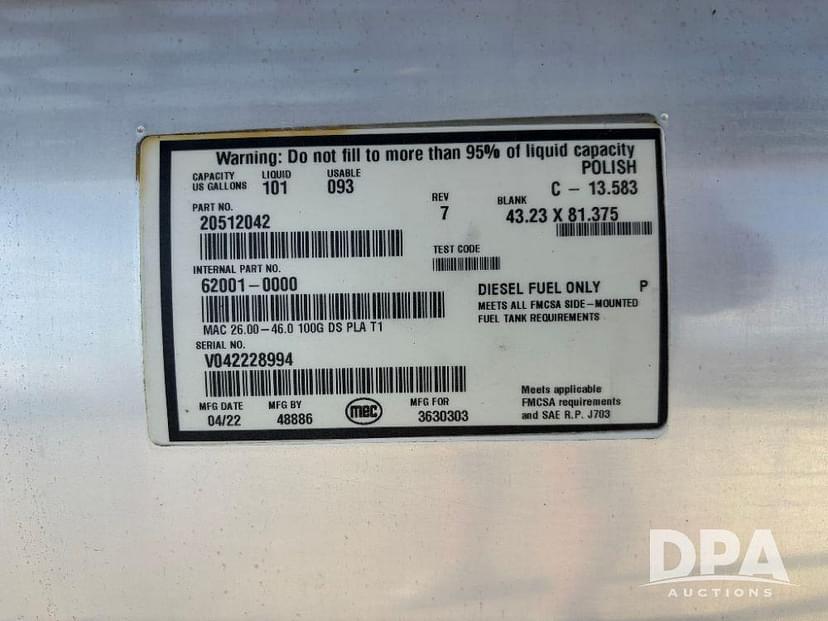 Warning: Do not fill to more than 95% of liquid capacity
POLISH
CAPACITY LIQUID USABLE
US GALLONS 101 093
C - 13.583
PART NO.
20512042
REV
7
BLANK
43.23 X 81.375
TEST CODE
INTERNAL PART NO.
62001-0000
MAC 26.00-46.0 100G DS PLA T1
DIESEL FUEL ONLY P
MEETS ALL FMCSA SIDE-MOUNTED
FUEL TANK REQUIREMENTS
SERIAL NO.
V042228994
MFG DATE MFG BY MFG FOR
04/22 48886 mec 3630303
Meets applicable
FMCSA requirements
and SAE R.P. J703
DPA
AUCTIONS